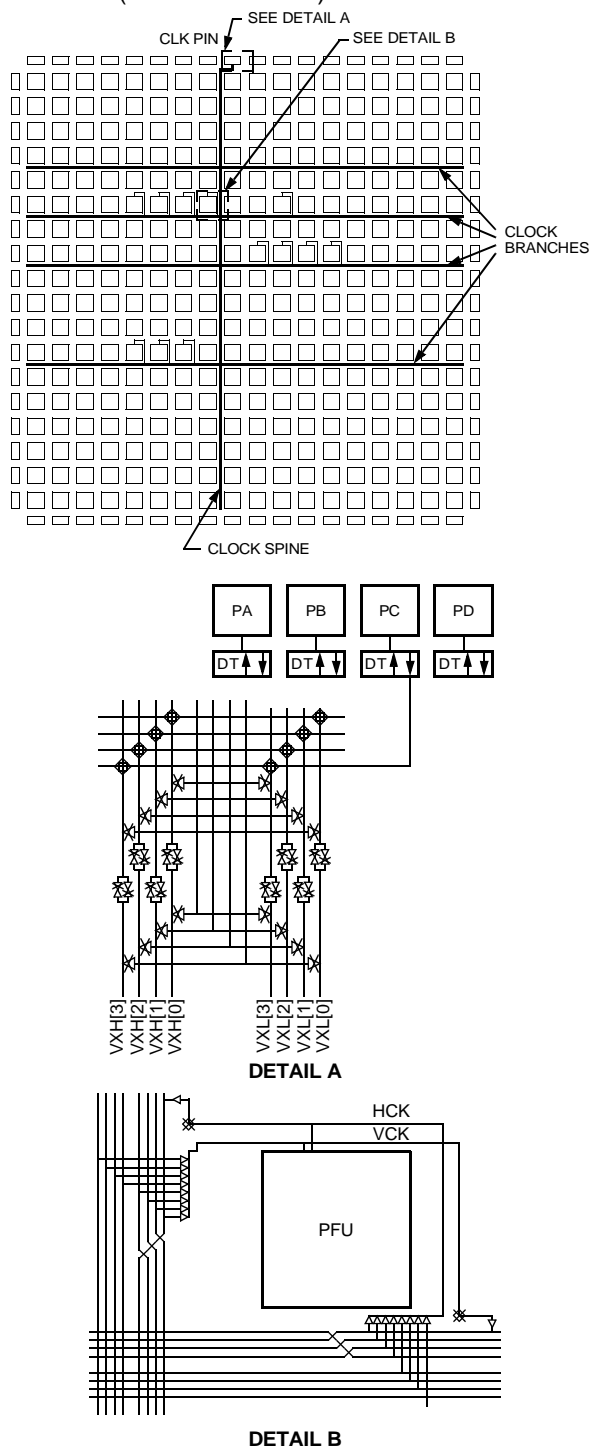 SEE DETAIL A
CLK PIN
SEE DETAIL B
CLOCK
BRANCHES
CLOCK SPINE
PA
PB
PC
PD
DT
DT
DT
DT
VXH[3]
VXH[2]
VXH[1]
VXH[0]
VXL[3]
VXL[2]
VXL[1]
VXL[0]
DETAIL A
HCK
VCK
PFU
DETAIL B